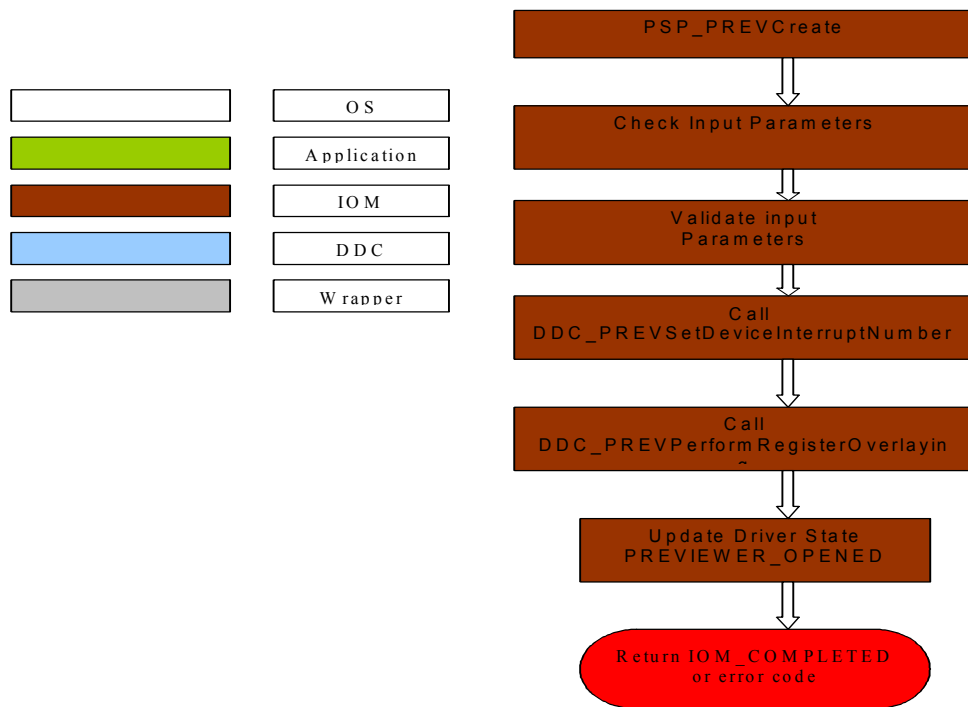 PSP_PREVCreate
OS
Check Input Parameters
Application
IOM
Validate input
Parameters
DDC
Wrapper
Call
DDC_PREVSetDeviceInterruptNumber
Call
DDC_PREVPerformRegisterOverlayin
g
Update Driver State
PREVIEWER_OPENED
Return IOM_COMPLETED
or error code